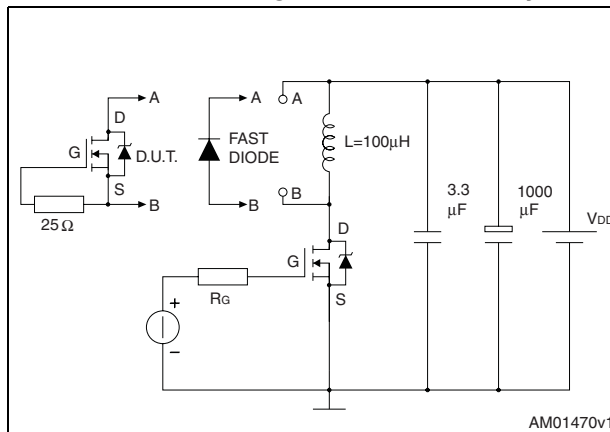 A
A
A
D
G
D.U.T.
FAST
DIODE
L=100µH
S
B
B
B
25Ω
3.3
µF
1000
µF
VDD
D
G
S
RG
+
-
AM01470v1